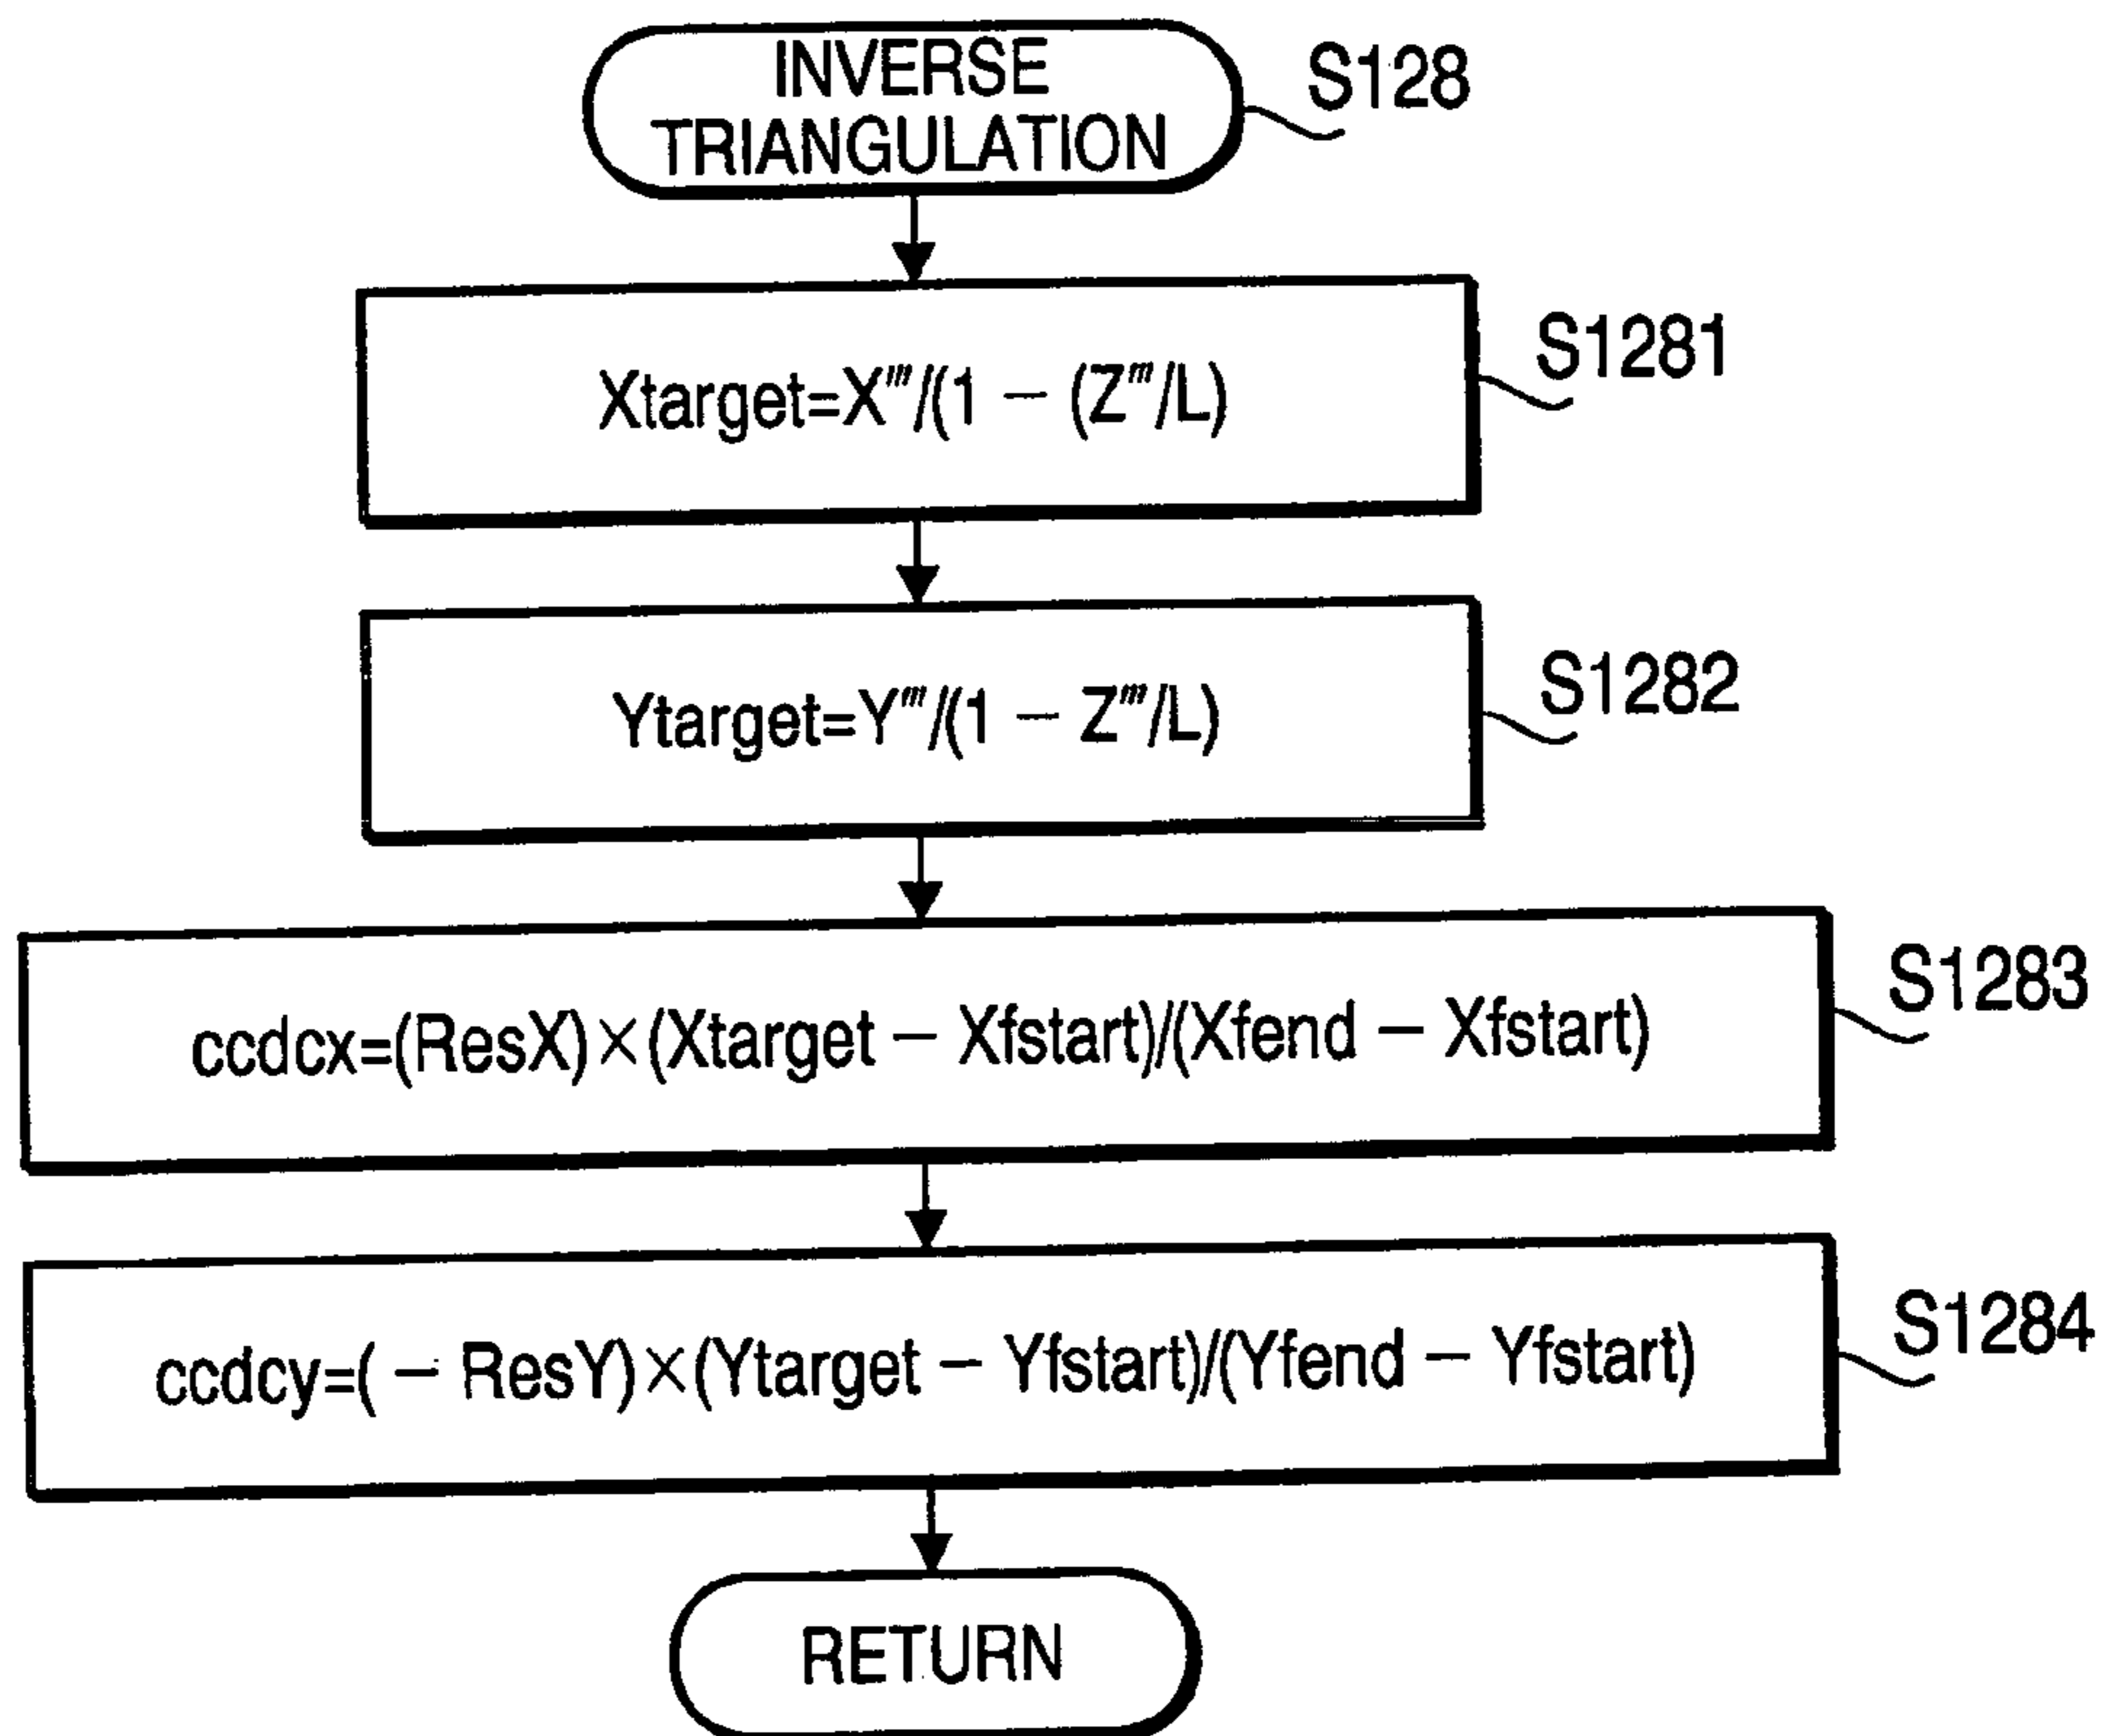 INVERSE
TRIANGULATION
S128
Xtarget=X‴/(1 − (Z‴/L)
S1281
Ytarget=Y‴/(1 − Z‴/L)
S1282
ccdcx=(ResX)×(Xtarget − Xfstart)/(Xfend − Xfstart)
S1283
ccdcy=( − ResY)×(Ytarget − Yfstart)/(Yfend − Yfstart)
S1284
RETURN